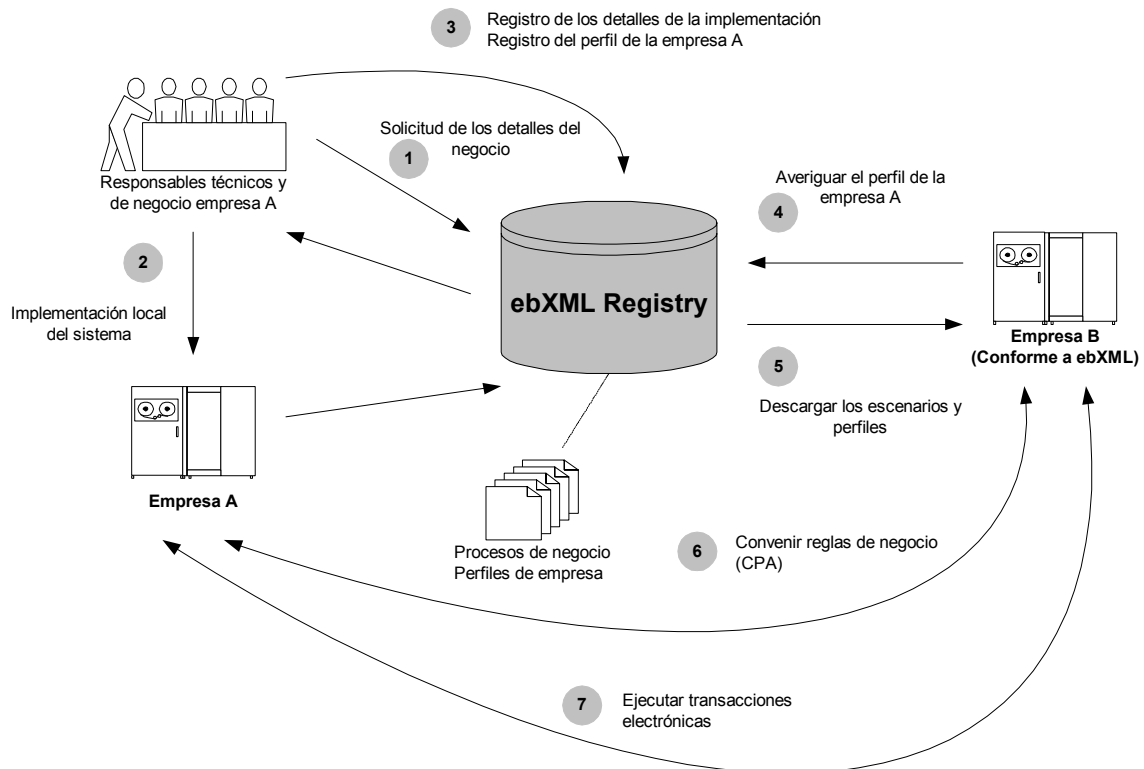 3
Registro de los detalles de la implementación
Registro del perfil de la empresa A
Solicitud de los detalles del
negocio
1
Responsables técnicos y
de negocio empresa A
Averiguar el perfil de la
empresa A
4
2
Implementación local
del sistema
ebXML Registry
Empresa B
(Conforme a ebXML)
5
Descargar los escenarios y
perfiles
Empresa A
Procesos de negocio
Perfiles de empresa
6
Convenir reglas de negocio
(CPA)
7
Ejecutar transacciones
electrónicas